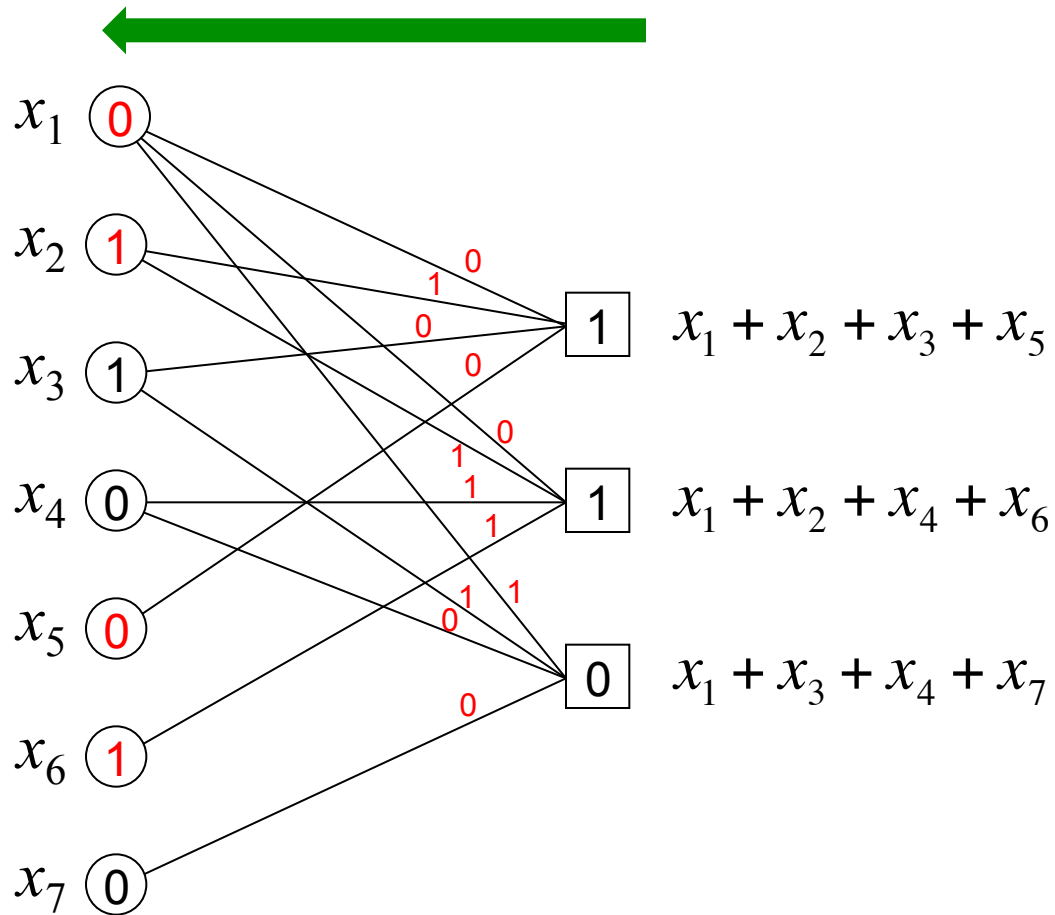 x₁ 0
x₂ 1
0
1
1 x₁ + x₂ + x₃ + x₅
0
x₃ 1
0
0
1
x₄ 0
1
1 x₁ + x₂ + x₄ + x₆
1
x₅ 0
1
1
0
0 x₁ + x₃ + x₄ + x₇
0
x₆ 1
x₇ 0